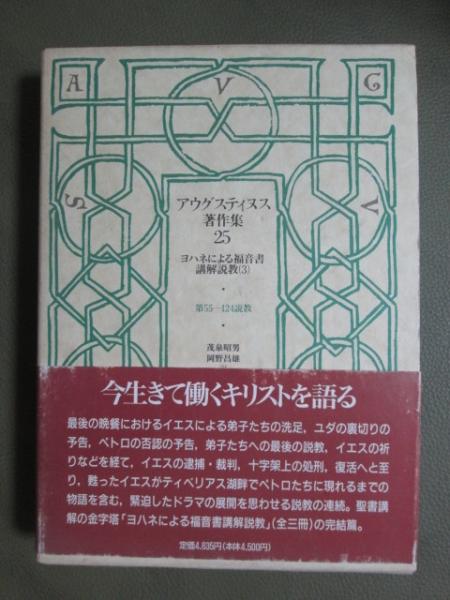 A V G
S V
アウグスティヌス
著作集
25
ヨハネによる福音書
講解説教(3)
・
第55―124説教
・
茂泉昭男
岡野昌雄
今生きて働くキリストを語る
最後の晩餐におけるイエスによる弟子たちの洗足，ユダの裏切りの
予告，ペトロの否認の予告，弟子たちへの最後の説教，イエスの祈
りなどを経て，イエスの逮捕・裁判，十字架上の処刑，復活へと至
り，甦ったイエスがティベリアス湖畔でペトロたちに現れるまでの
物語を含む，緊迫したドラマの展開を思わせる説教の連続。聖書講
解の金字塔「ヨハネによる福音書講解説教」(全三冊)の完結篇。
定価4,635円(本体4,500円)